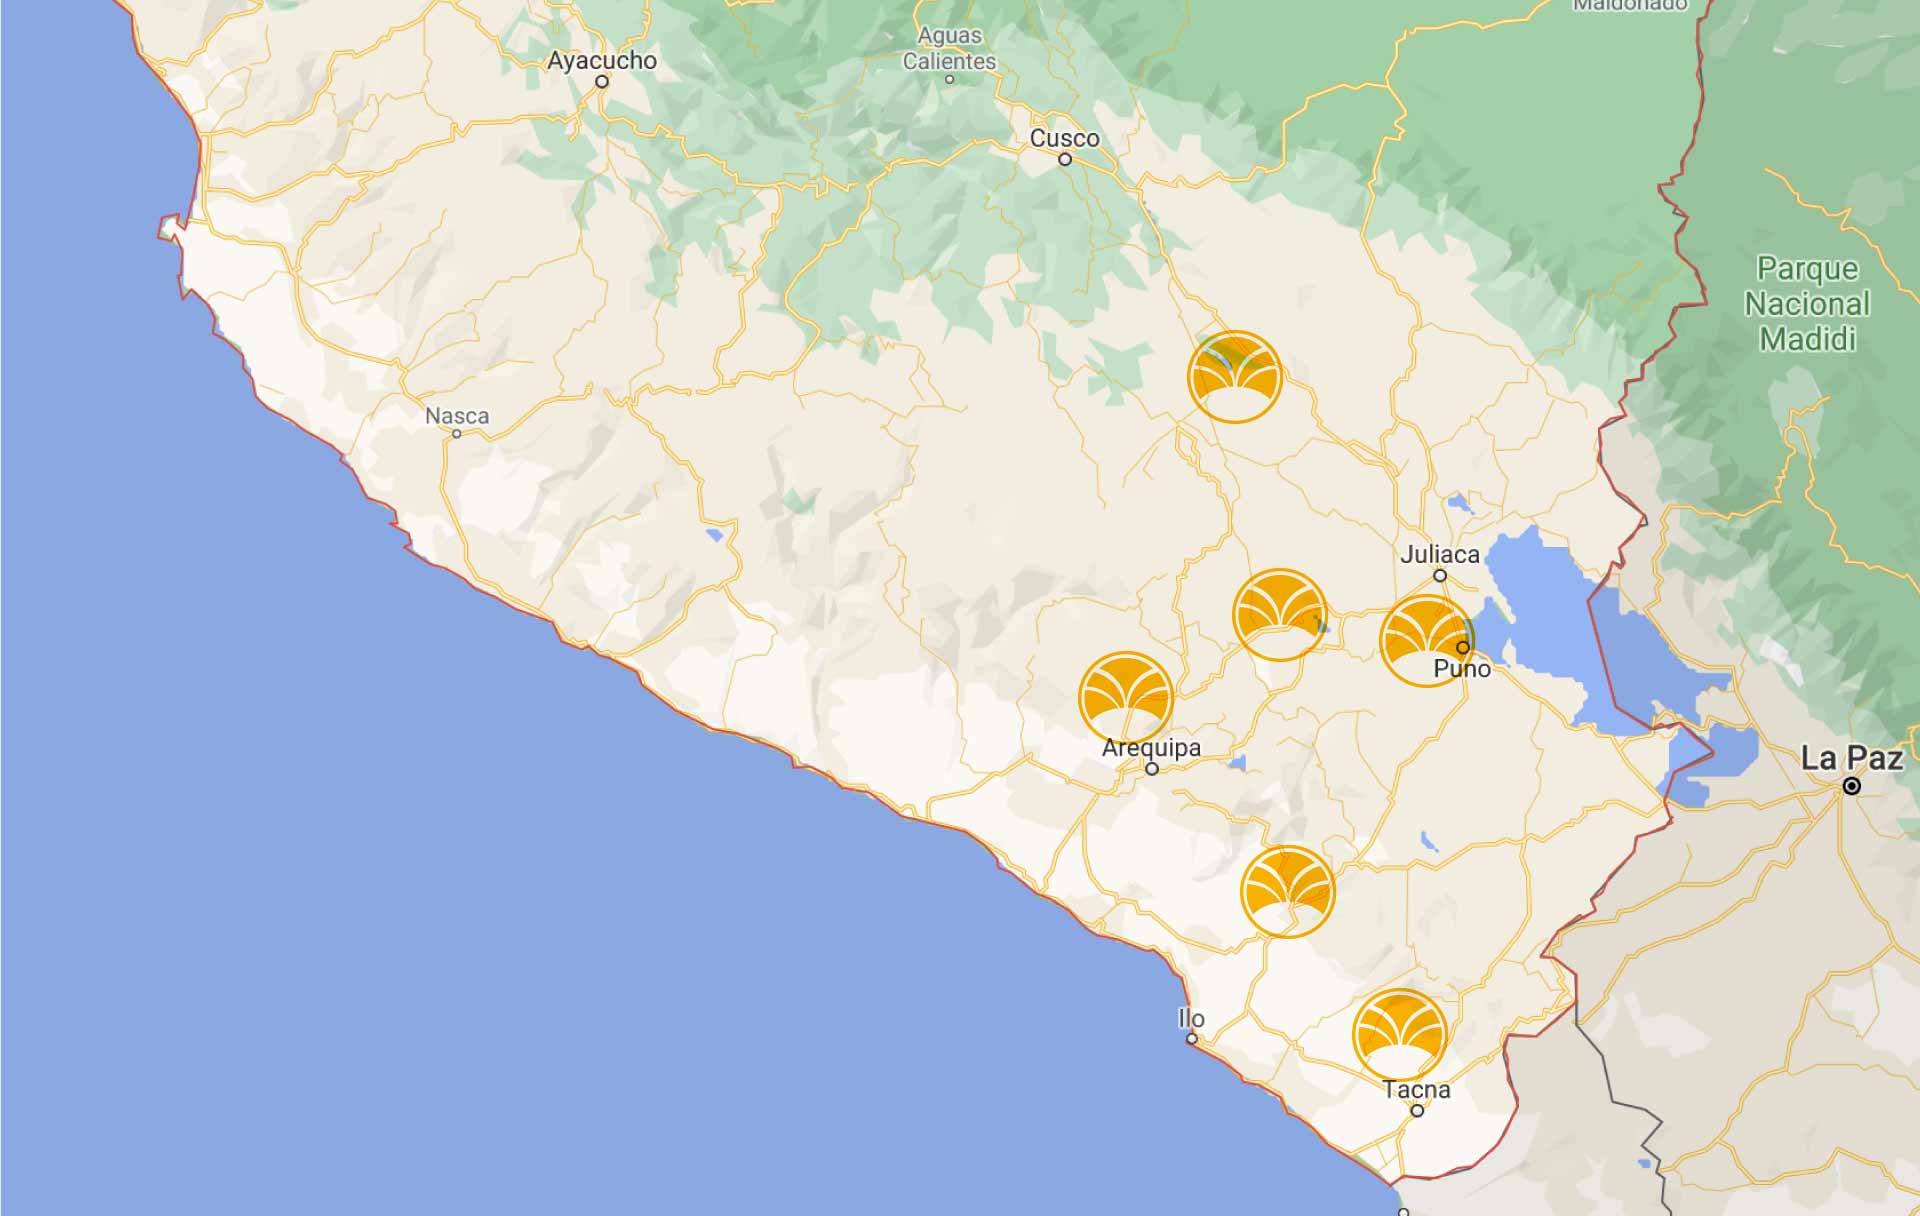 Maldonado
Aguas
Calientes
Ayacucho
Cusco
Parque
Nacional
Madidi
Nasca
Juliaca
Puno
Arequipa
La Paz
Ilo
Tacna